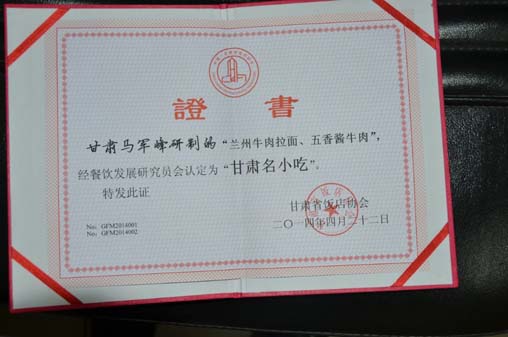 證書
甘肃马军峰研制的“兰州牛肉拉面、五香酱牛肉”，
经餐饮发展研究员会认定为“甘肃名小吃”。
特发此证
甘肃省饭店协会
No：GFM2014001
二〇一四年四月二十二日
No：GFM2014002